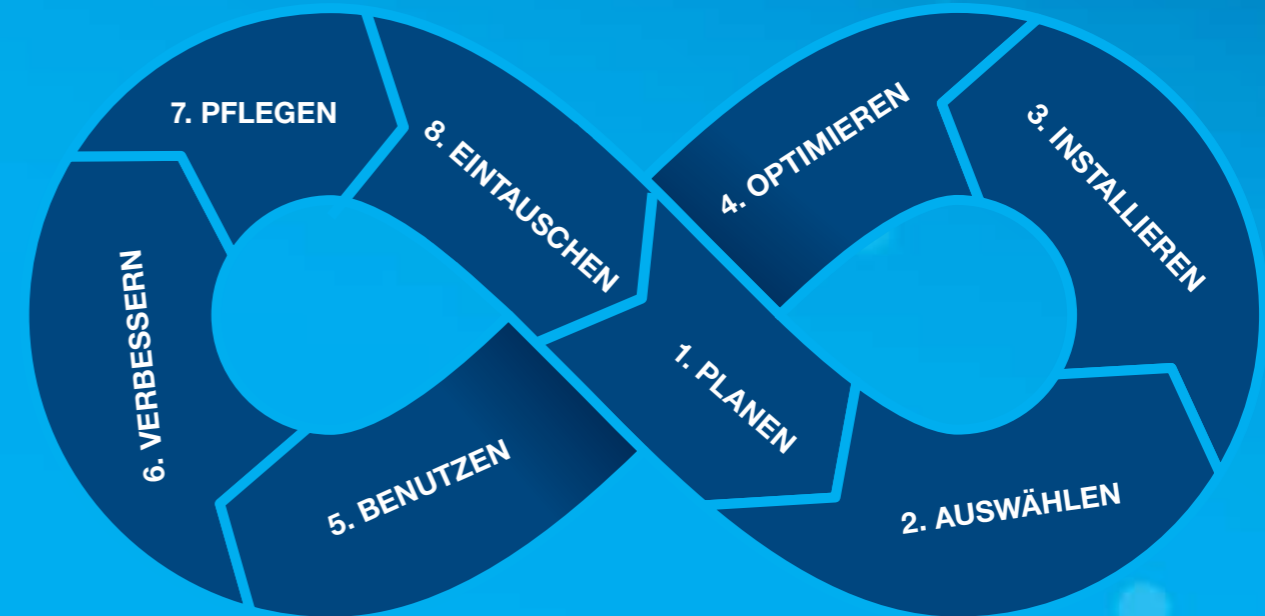 1. PLANEN
2. AUSWÄHLEN
3. INSTALLIEREN
4. OPTIMIEREN
5. BENUTZEN
6. VERBESSERN
7. PFLEGEN
8. EINTAUSCHEN